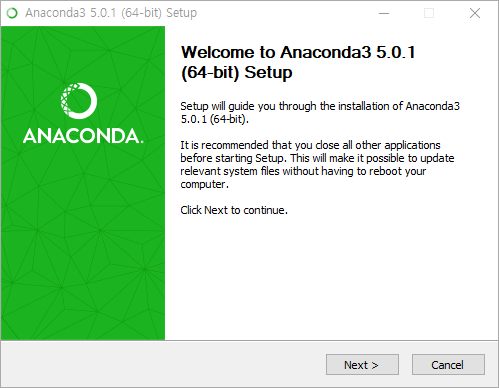 Anaconda3 5.0.1 (64-bit) Setup
ANACONDA.
Welcome to Anaconda3 5.0.1
(64-bit) Setup
Setup will guide you through the installation of Anaconda3
5.0.1 (64-bit).
It is recommended that you close all other applications
before starting Setup. This will make it possible to update
relevant system files without having to reboot your
computer.
Click Next to continue.
Next >
Cancel